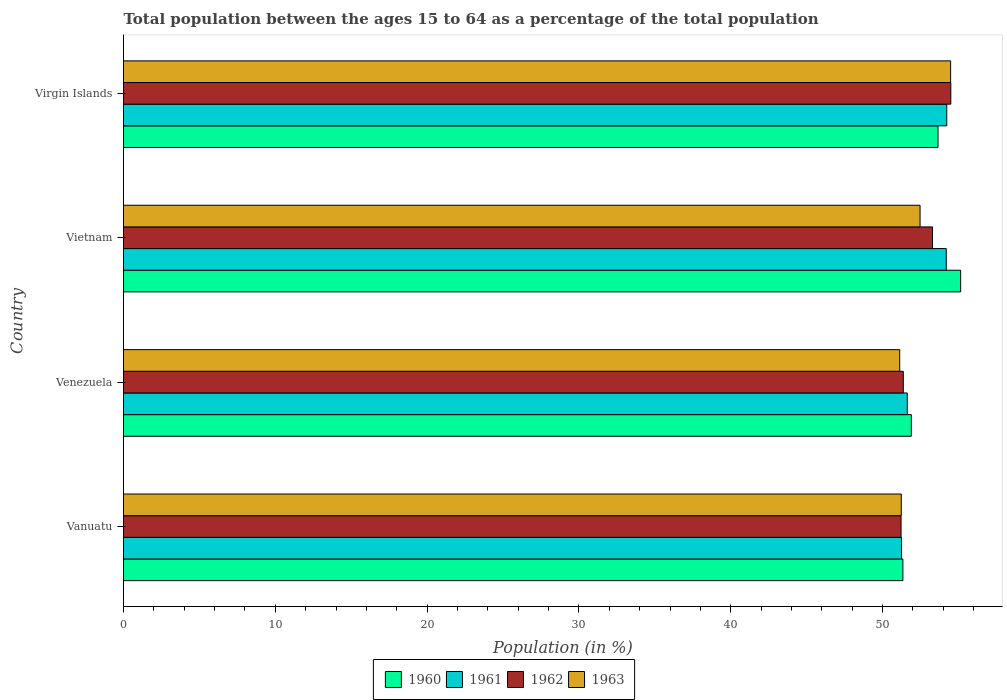 Total population between the ages 15 to 64 as a percentage of the total population
Virgin Islands
Vietnam
Venezuela
Vanuatu
Country
0
10
20
30
40
50
Population (in %)
1960
1961
1962
1963